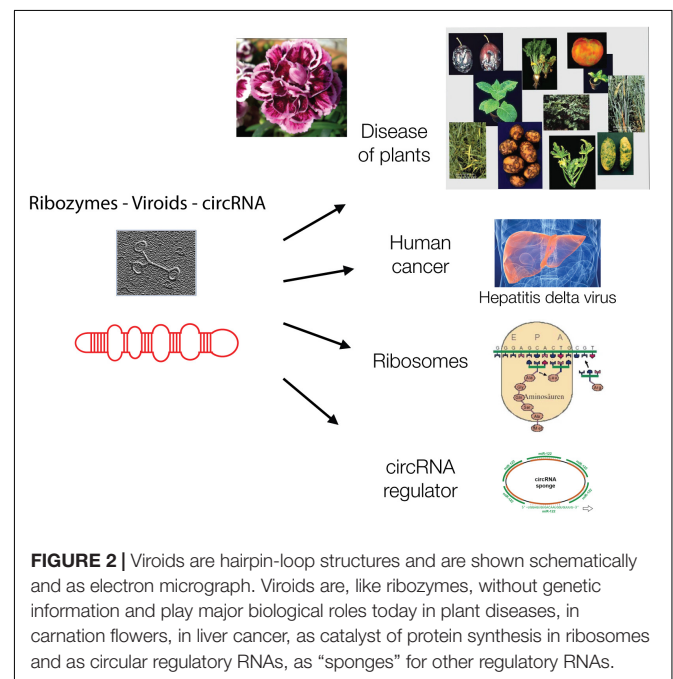 Disease
of plants
Ribozymes - Viroids - circRNA
Human
cancer
Hepatitis delta virus
Ribosomes
E P A
G G G A G C A C T G C G T
Aminosäuren
circRNA
regulator
circRNA
sponge
FIGURE 2 | Viroids are hairpin-loop structures and are shown schematically
and as electron micrograph. Viroids are, like ribozymes, without genetic
information and play major biological roles today in plant diseases, in
carnation flowers, in liver cancer, as catalyst of protein synthesis in ribosomes
and as circular regulatory RNAs, as “sponges” for other regulatory RNAs.